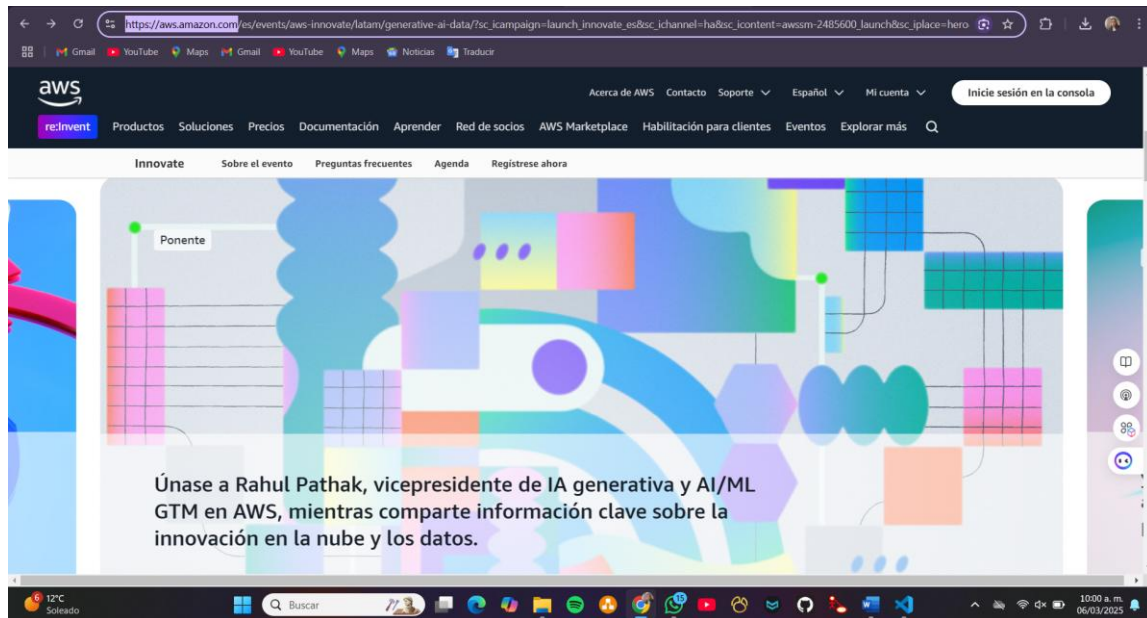 https://aws.amazon.com/es/events/aws-innovate/latam/generative-ai-data/?sc_icampaign=launch_innovate_es&sc_ichannel=ha&sc_icontent=awssm-2485600_launch&sc_iplace=hero-
Gmail YouTube Maps Gmail YouTube Maps Noticias Traducir
aws
Acerca de AWS Contacto Soporte Español Mi cuenta Inicie sesión en la consola
re:Invent Productos Soluciones Precios Documentación Aprender Red de socios AWS Marketplace Habilitación para clientes Eventos Explorar más
Innovate Sobre el evento Preguntas frecuentes Agenda Regístrese ahora
Ponente
Únase a Rahul Pathak, vicepresidente de IA generativa y AI/ML
GTM en AWS, mientras comparte información clave sobre la
innovación en la nube y los datos.
6 12°C
Soleado
Buscar
15
10:00 a. m.
06/03/2025